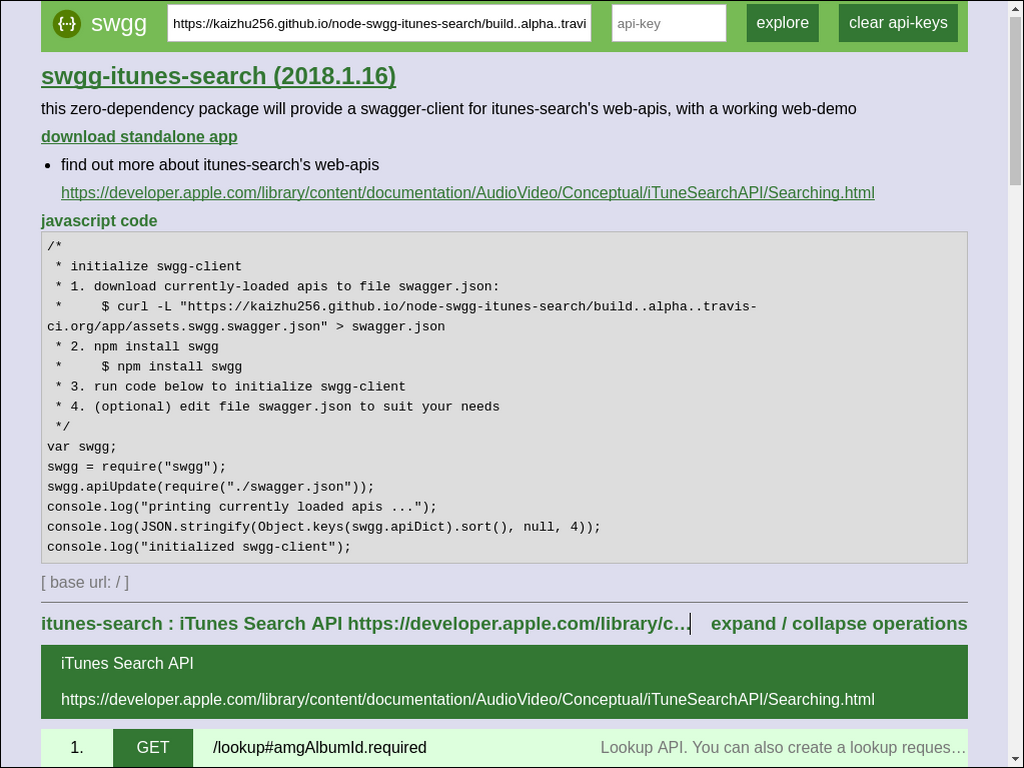 {···} swgg https://kaizhu256.github.io/node-swgg-itunes-search/build..alpha..travi api-key explore clear api-keys
swgg-itunes-search (2018.1.16)
this zero-dependency package will provide a swagger-client for itunes-search's web-apis, with a working web-demo
download standalone app
• find out more about itunes-search's web-apis
https://developer.apple.com/library/content/documentation/AudioVideo/Conceptual/iTuneSearchAPI/Searching.html
javascript code
/*
 * initialize swgg-client
 * 1. download currently-loaded apis to file swagger.json:
 *     $ curl -L "https://kaizhu256.github.io/node-swgg-itunes-search/build..alpha..travis-
ci.org/app/assets.swgg.swagger.json" > swagger.json
 * 2. npm install swgg
 *     $ npm install swgg
 * 3. run code below to initialize swgg-client
 * 4. (optional) edit file swagger.json to suit your needs
 */
var swgg;
swgg = require("swgg");
swgg.apiUpdate(require("./swagger.json"));
console.log("printing currently loaded apis ...");
console.log(JSON.stringify(Object.keys(swgg.apiDict).sort(), null, 4));
console.log("initialized swgg-client");
[ base url: / ]
itunes-search : iTunes Search API https://developer.apple.com/library/c... expand / collapse operations
iTunes Search API
https://developer.apple.com/library/content/documentation/AudioVideo/Conceptual/iTuneSearchAPI/Searching.html
1. GET /lookup#amgAlbumId.required Lookup API. You can also create a lookup reques...